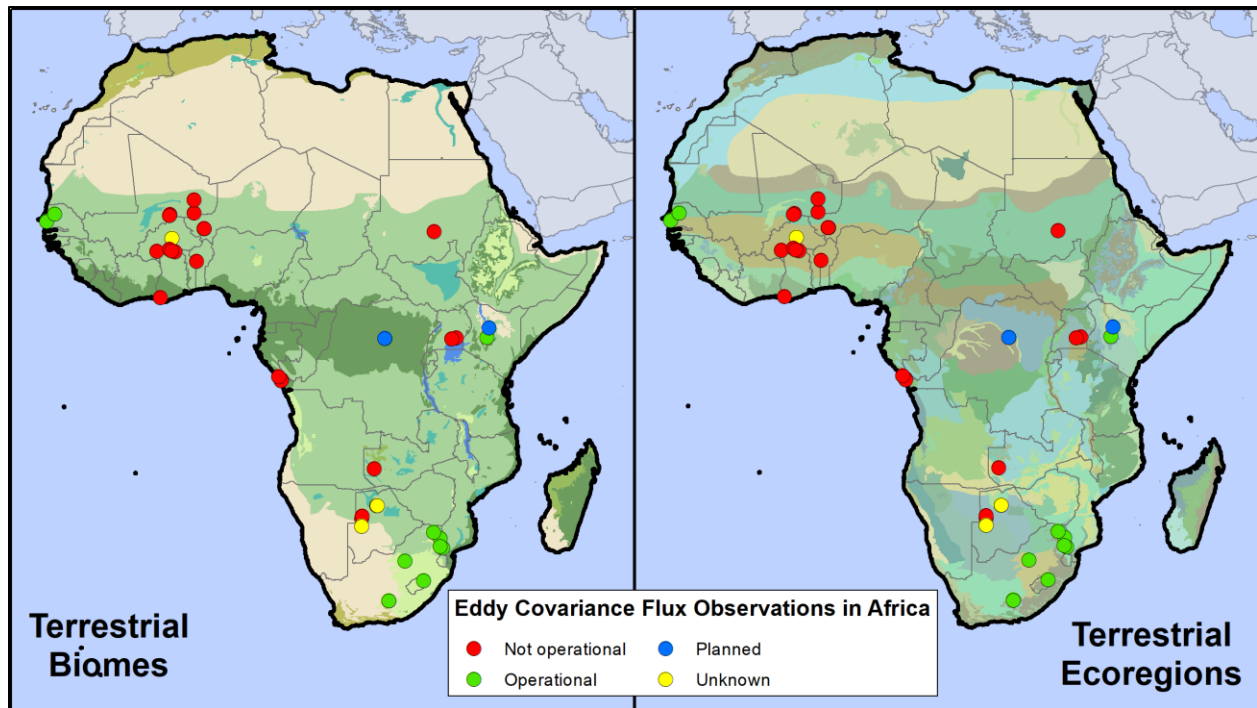 Terrestrial
Biomes
Eddy Covariance Flux Observations in Africa
Not operational
Planned
Operational
Unknown
Terrestrial
Ecoregions